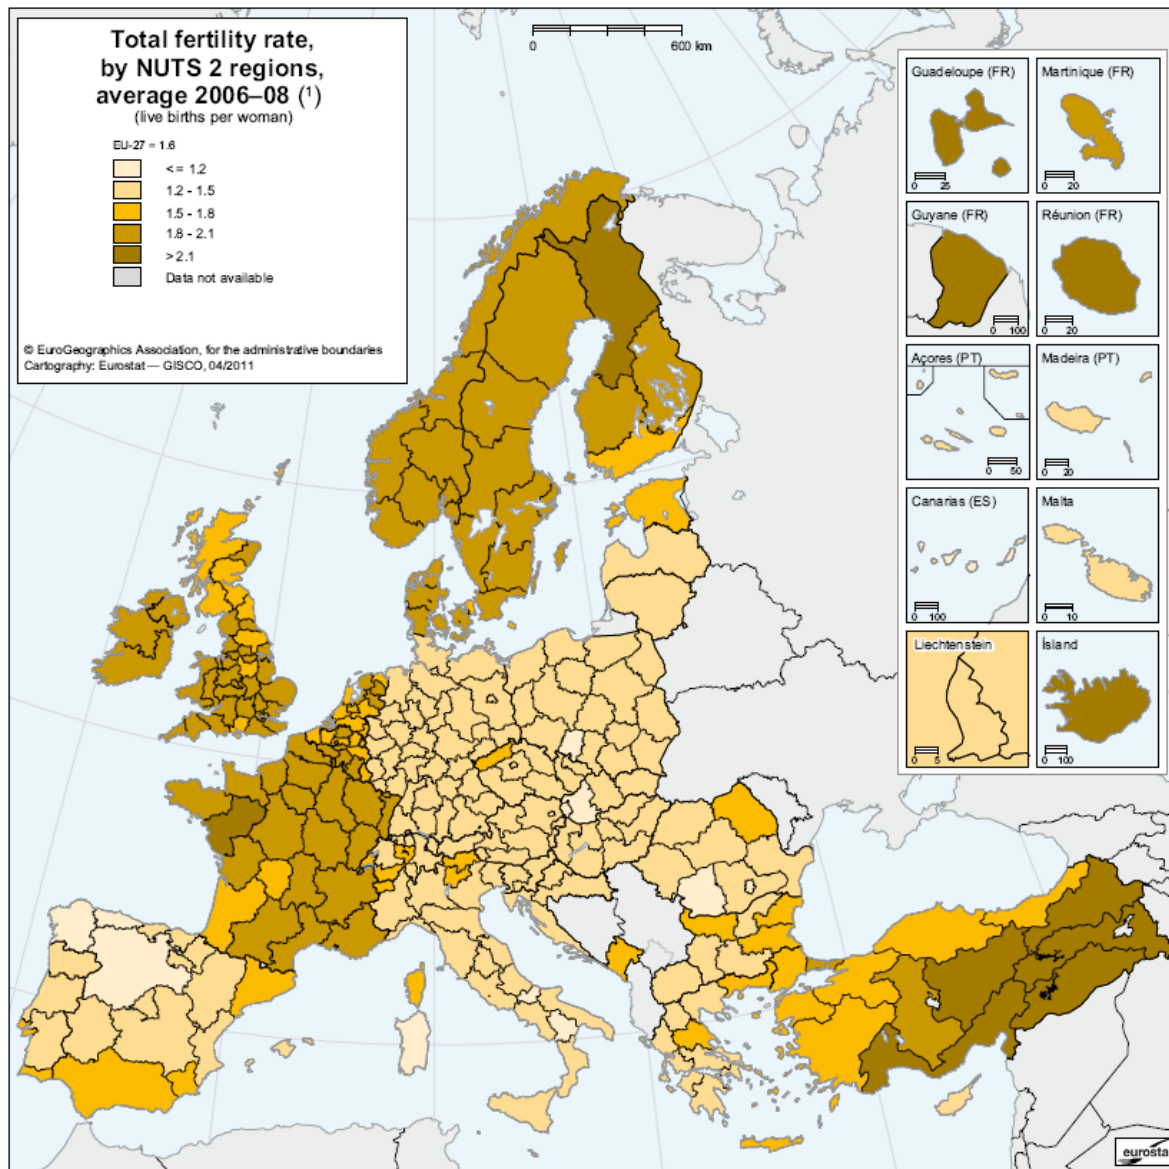 Total fertility rate,
by NUTS 2 regions,
average 2006–08 (¹)
(live births per woman)
EU-27 = 1.6
<= 1.2
1.2 - 1.5
1.5 - 1.8
1.8 - 2.1
> 2.1
Data not available
© EuroGeographics Association, for the administrative boundaries
Cartography: Eurostat — GISCO, 04/2011
0 600 km
Guadeloupe (FR)
0 25
Martinique (FR)
0 20
Guyane (FR)
0 100
Réunion (FR)
0 20
Açores (PT)
0 50
Madeira (PT)
0 20
Canarias (ES)
0 100
Malta
0 10
Liechtenstein
0 5
Ísland
0 100
eurosta